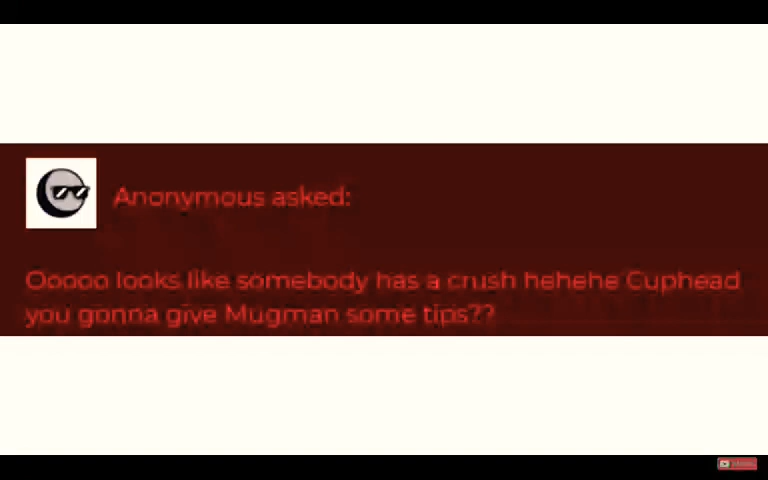 Anonymous asked:
Ooooo looks like somebody has a crush hehehe Cuphead
you gonna give Mugman some tips??